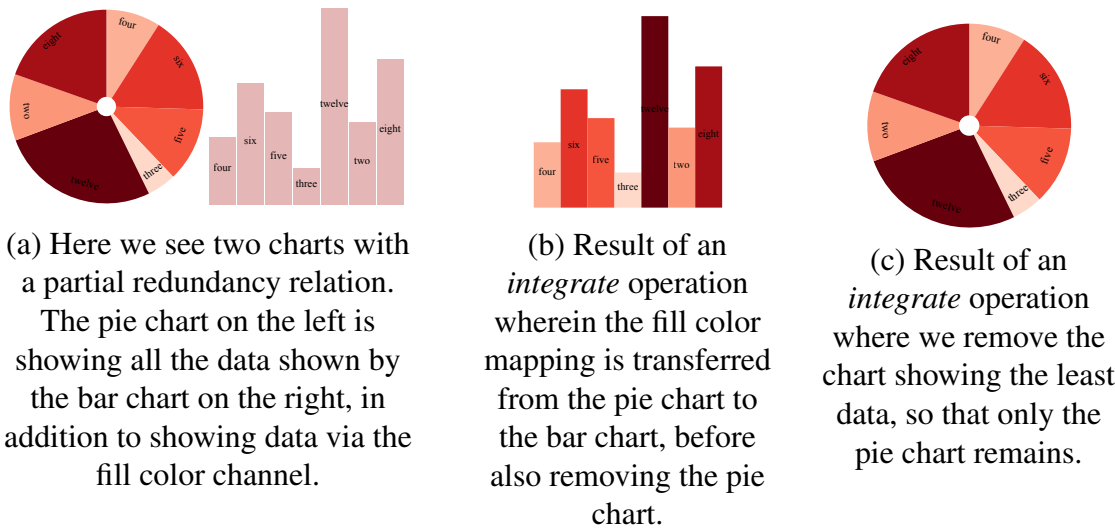 four
six
five
three
twelve
two
eight
four
six
five
three
twelve
two
eight
(a) Here we see two charts with
a partial redundancy relation.
The pie chart on the left is
showing all the data shown by
the bar chart on the right, in
addition to showing data via the
fill color channel.
four
six
five
three
twelve
two
eight
(b) Result of an
integrate operation
wherein the fill color
mapping is transferred
from the pie chart to
the bar chart, before
also removing the pie
chart.
four
six
five
three
twelve
two
eight
(c) Result of an
integrate operation
where we remove the
chart showing the least
data, so that only the
pie chart remains.